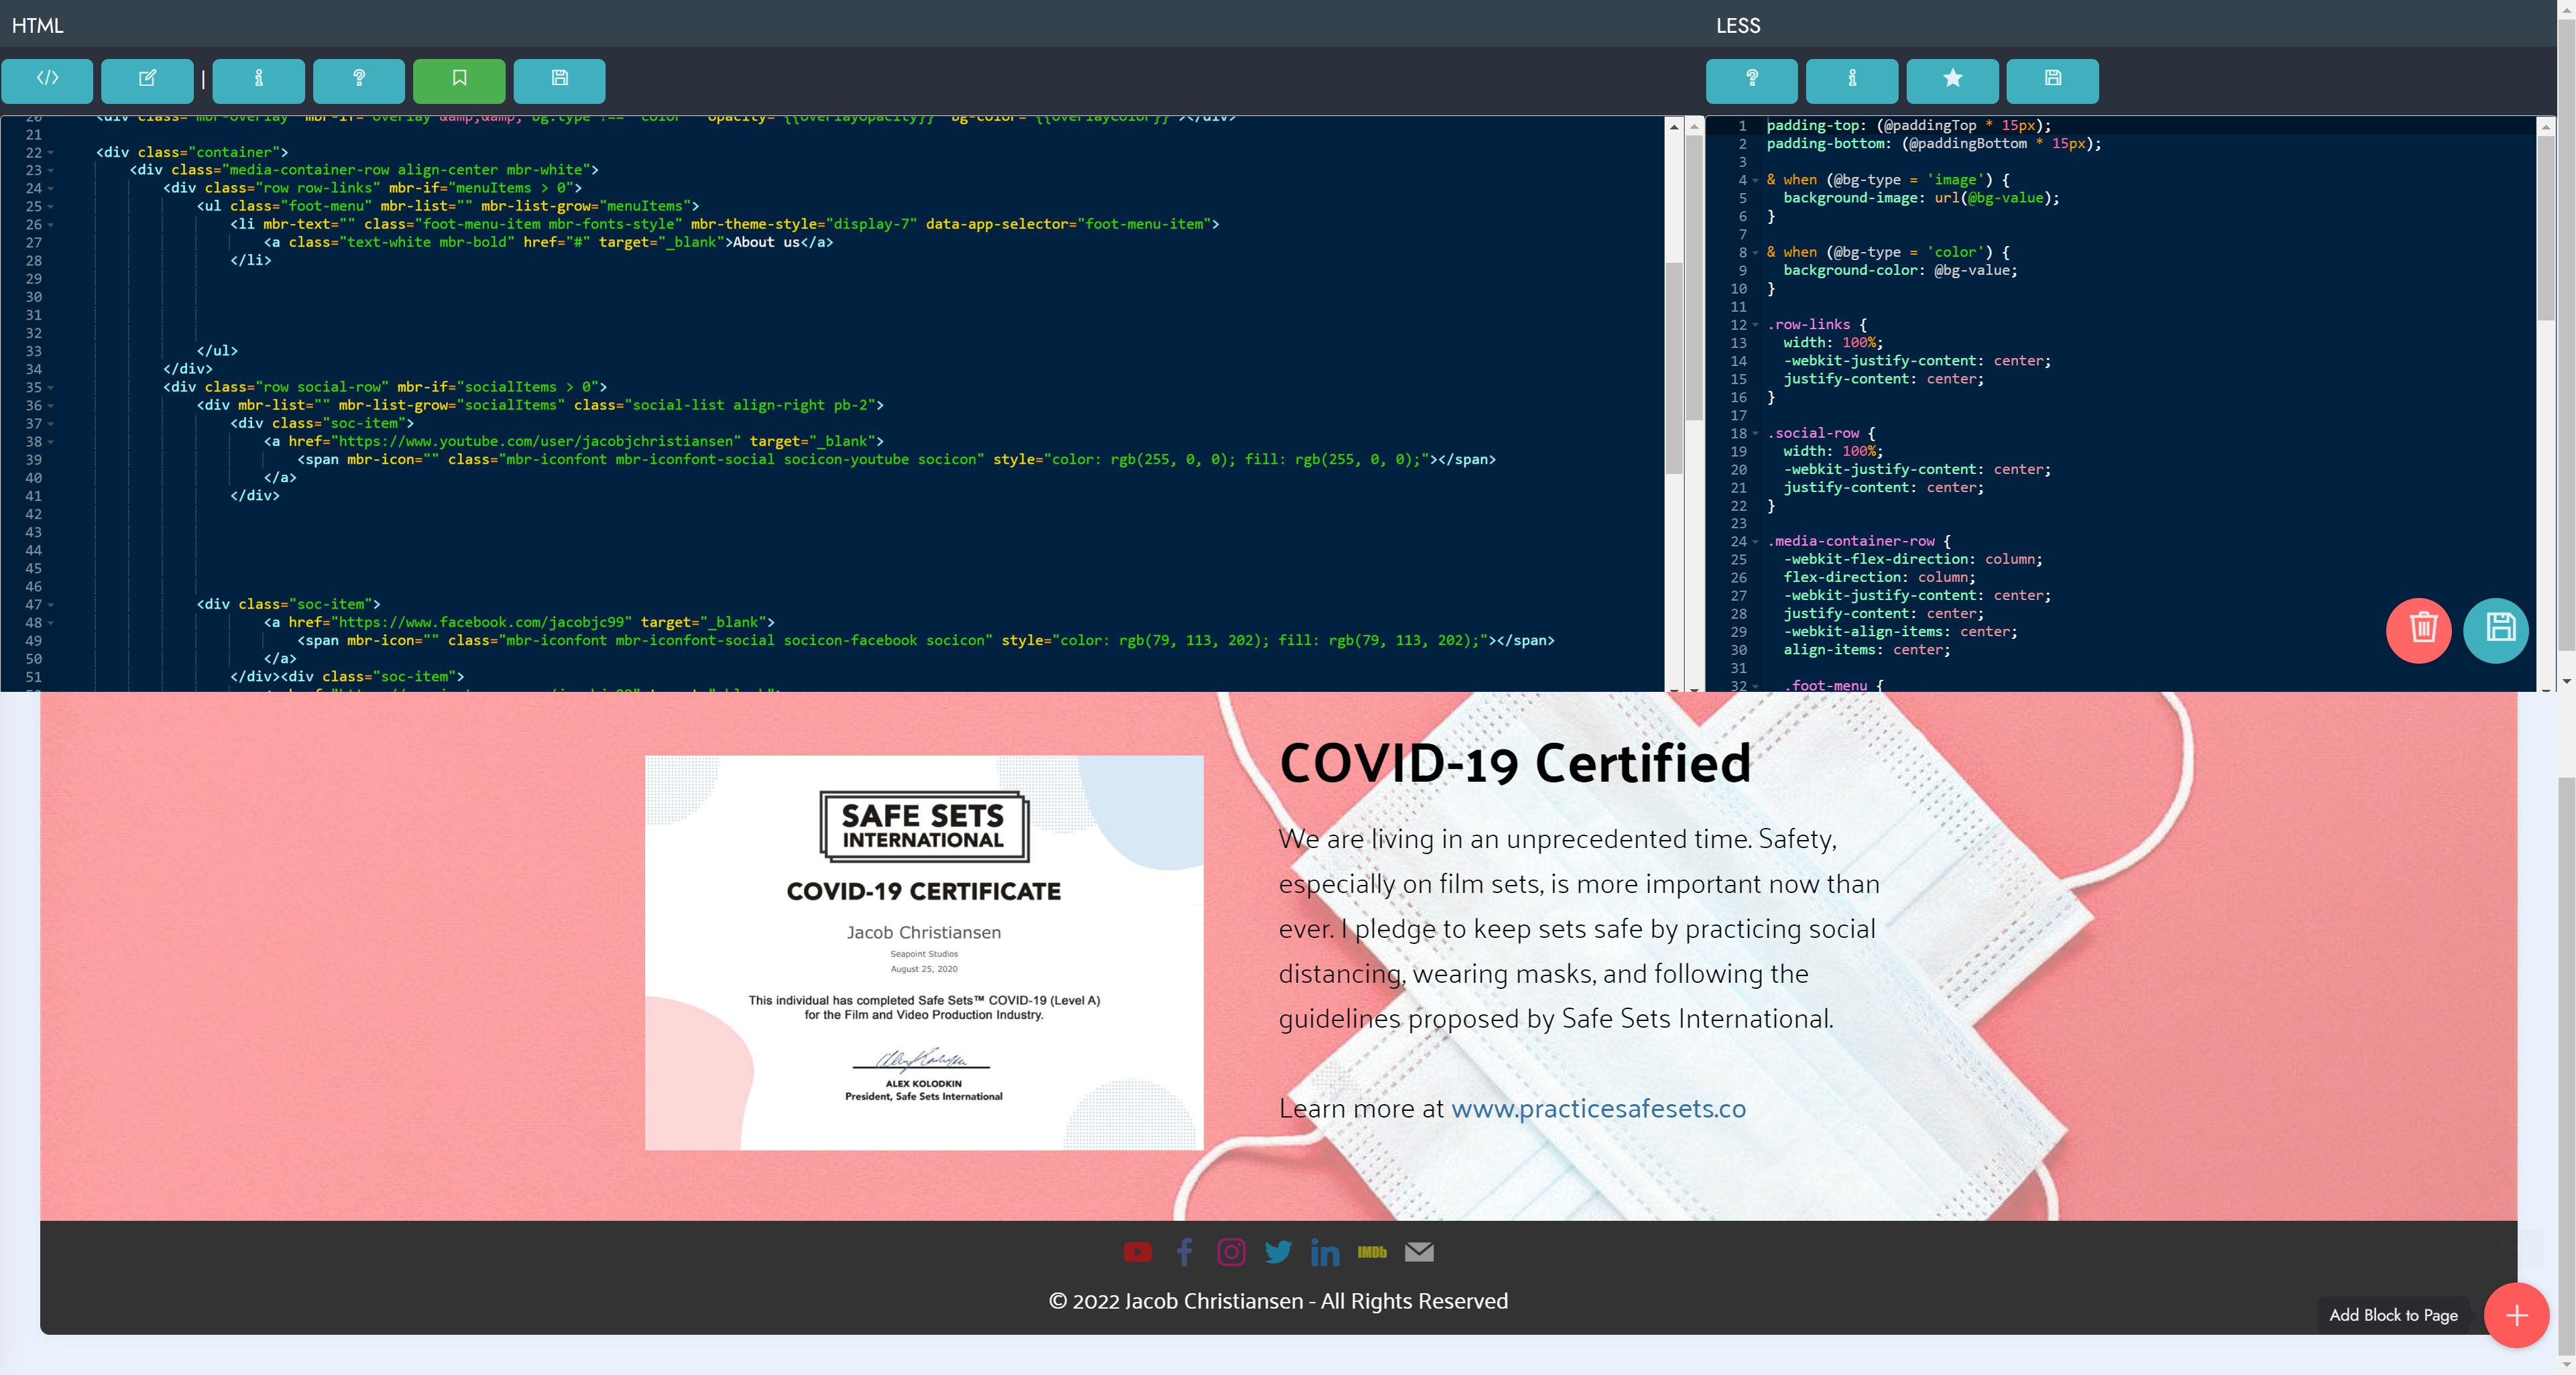 HTML
LESS
20 <div class="mbr-overlay" mbr-if="overlay &amp;&amp; bg.type !== 'color'" opacity="{{overlayOpacity}}" bg-color="{{overlayColor}}"></div>
21
22 <div class="container">
23 <div class="media-container-row align-center mbr-white">
24 <div class="row row-links" mbr-if="menuItems > 0">
25 <ul class="foot-menu" mbr-list="" mbr-list-grow="menuItems">
26 <li mbr-text="" class="foot-menu-item mbr-fonts-style" mbr-theme-style="display-7" data-app-selector="foot-menu-item">
27 <a class="text-white mbr-bold" href="#" target="_blank">About us</a>
28 </li>
29
30
31
32
33 </ul>
34 </div>
35 <div class="row social-row" mbr-if="socialItems > 0">
36 <div mbr-list="" mbr-list-grow="socialItems" class="social-list align-right pb-2">
37 <div class="soc-item">
38 <a href="https://www.youtube.com/user/jacobjchristiansen" target="_blank">
39 <span mbr-icon="" class="mbr-iconfont mbr-iconfont-social socicon-youtube socicon" style="color: rgb(255, 0, 0); fill: rgb(255, 0, 0);"></span>
40 </a>
41 </div>
42
43
44
45
46
47 <div class="soc-item">
48 <a href="https://www.facebook.com/jacobjc99" target="_blank">
49 <span mbr-icon="" class="mbr-iconfont mbr-iconfont-social socicon-facebook socicon" style="color: rgb(79, 113, 202); fill: rgb(79, 113, 202);"></span>
50 </a>
51 </div><div class="soc-item">
1 padding-top: (@paddingTop * 15px);
2 padding-bottom: (@paddingBottom * 15px);
3
4 & when (@bg-type = 'image') {
5 background-image: url(@bg-value);
6 }
7
8 & when (@bg-type = 'color') {
9 background-color: @bg-value;
10 }
11
12 .row-links {
13 width: 100%;
14 -webkit-justify-content: center;
15 justify-content: center;
16 }
17
18 .social-row {
19 width: 100%;
20 -webkit-justify-content: center;
21 justify-content: center;
22 }
23
24 .media-container-row {
25 -webkit-flex-direction: column;
26 flex-direction: column;
27 -webkit-justify-content: center;
28 justify-content: center;
29 -webkit-align-items: center;
30 align-items: center;
31
32 .foot-menu {
SAFE SETS
INTERNATIONAL
COVID-19 CERTIFICATE
Jacob Christiansen
Seapoint Studios
August 25, 2020
This individual has completed Safe Sets™ COVID-19 (Level A)
for the Film and Video Production Industry.
ALEX KOLODKIN
President, Safe Sets International
COVID-19 Certified
We are living in an unprecedented time. Safety,
especially on film sets, is more important now than
ever. I pledge to keep sets safe by practicing social
distancing, wearing masks, and following the
guidelines proposed by Safe Sets International.
Learn more at www.practicesafesets.co
IMDb
© 2022 Jacob Christiansen - All Rights Reserved
Add Block to Page